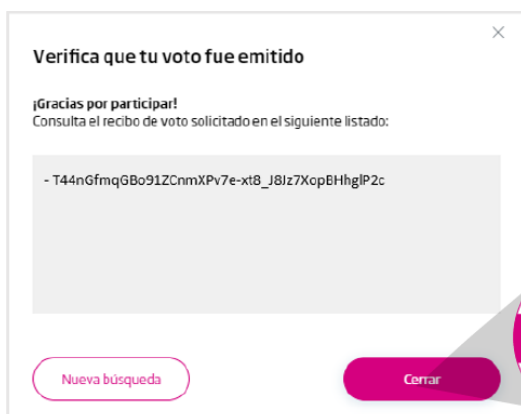 Verifica que tu voto fue emitido
¡Gracias por participar!
Consulta el recibo de voto solicitado en el siguiente listado:
- T44nGfmqGBo91ZCnmXPv7e-xt8_J8Jz7XopBHhglP2c
Nueva búsqueda
Cerrar